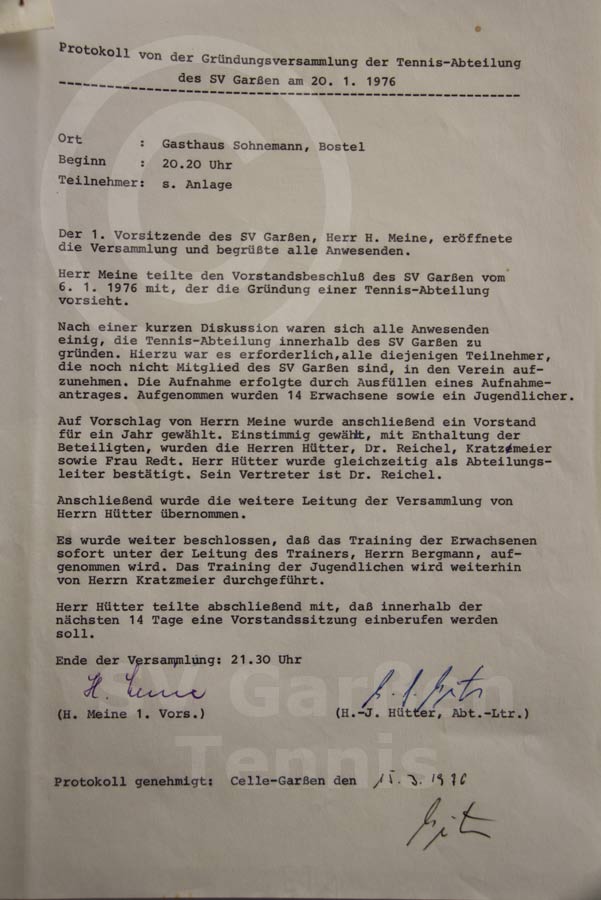 Protokoll von der Gründungsversammlung der Tennis-Abteilung
des SV Garßen am 20. 1. 1976
Ort : Gasthaus Sohnemann, Bostel
Beginn : 20.20 Uhr
Teilnehmer: s. Anlage
Der 1. Vorsitzende des SV Garßen, Herr H. Meine, eröffnete
die Versammlung und begrüßte alle Anwesenden.
Herr Meine teilte den Vorstandsbeschluß des SV Garßen vom
6. 1. 1976 mit, der die Gründung einer Tennis-Abteilung
vorsieht.
Nach einer kurzen Diskussion waren sich alle Anwesenden
einig, die Tennis-Abteilung innerhalb des SV Garßen zu
gründen. Hierzu war es erforderlich,alle diejenigen Teilnehmer,
die noch nicht Mitglied des SV Garßen sind, in den Verein auf-
zunehmen. Die Aufnahme erfolgte durch Ausfüllen eines Aufnahme-
antrages. Aufgenommen wurden 14 Erwachsene sowie ein Jugendlicher.
Auf Vorschlag von Herrn Meine wurde anschließend ein Vorstand
für ein Jahr gewählt. Einstimmig gewählt, mit Enthaltung der
Beteiligten, wurden die Herren Hütter, Dr. Reichel, Kratzmeier
sowie Frau Redt. Herr Hütter wurde gleichzeitig als Abteilungs-
leiter bestätigt. Sein Vertreter ist Dr. Reichel.
Anschließend wurde die weitere Leitung der Versammlung von
Herrn Hütter übernommen.
Es wurde weiter beschlossen, daß das Training der Erwachsenen
sofort unter der Leitung des Trainers, Herrn Bergmann, auf-
genommen wird. Das Training der Jugendlichen wird weiterhin
von Herrn Kratzmeier durchgeführt.
Herr Hütter teilte abschließend mit, daß innerhalb der
nächsten 14 Tage eine Vorstandssitzung einberufen werden
soll.
Ende der Versammlung: 21.30 Uhr
H. Meine
(H. Meine 1. Vors.) (H.-J. Hütter, Abt.-Ltr.)
SV Garßen
Tennis
Protokoll genehmigt: Celle-Garßen den 15. 3. 1976